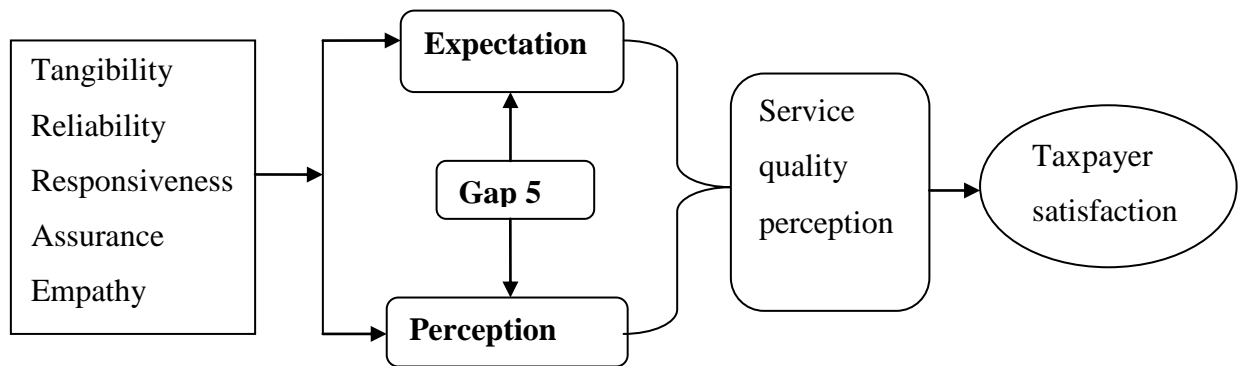 Tangibility
Reliability
Responsiveness
Assurance
Empathy
Expectation
Gap 5
Perception
Service
quality
perception
Taxpayer
satisfaction